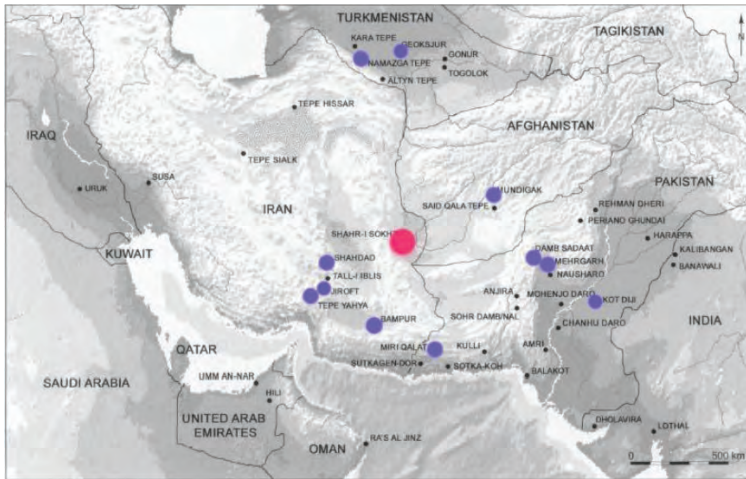 TURKMENISTAN
KARA TEPE
GEOKSJUR
NAMAZGA TEPE
GONUR
TOGOLOK
ALTYN TEPE
TAGIKISTAN
N
TEPE HISSAR
AFGHANISTAN
IRAQ
TEPE SIALK
SUSA
URUK
IRAN
MUNDIGAK
SAID QALA TEPE
PAKISTAN
REHMAN DHERI
PERIANO GHUNDAI
SHAHR-I SOKHTA
HARAPPA
KUWAIT
SHAHDAD
DAMB SADAAT
KALIBANGAN
MEHRGARH
BANAWALI
TALL-I IBLIS
NAUSHARO
JIROFT
TEPE YAHYA
ANJIRA
MOHENJO DARO
KOT DIJI
SOHR DAMB/NAL
BAMPUR
CHANHU DARO
INDIA
QATAR
MIRI QALAT
KULLI
AMRI
SUTKAGEN-DOR
SOTKA-KOH
BALAKOT
SAUDI ARABIA
UMM AN-NAR
HILI
UNITED ARAB
EMIRATES
DHOLAVIRA
LOTHAL
OMAN
RA'S AL JINZ
0 500 km